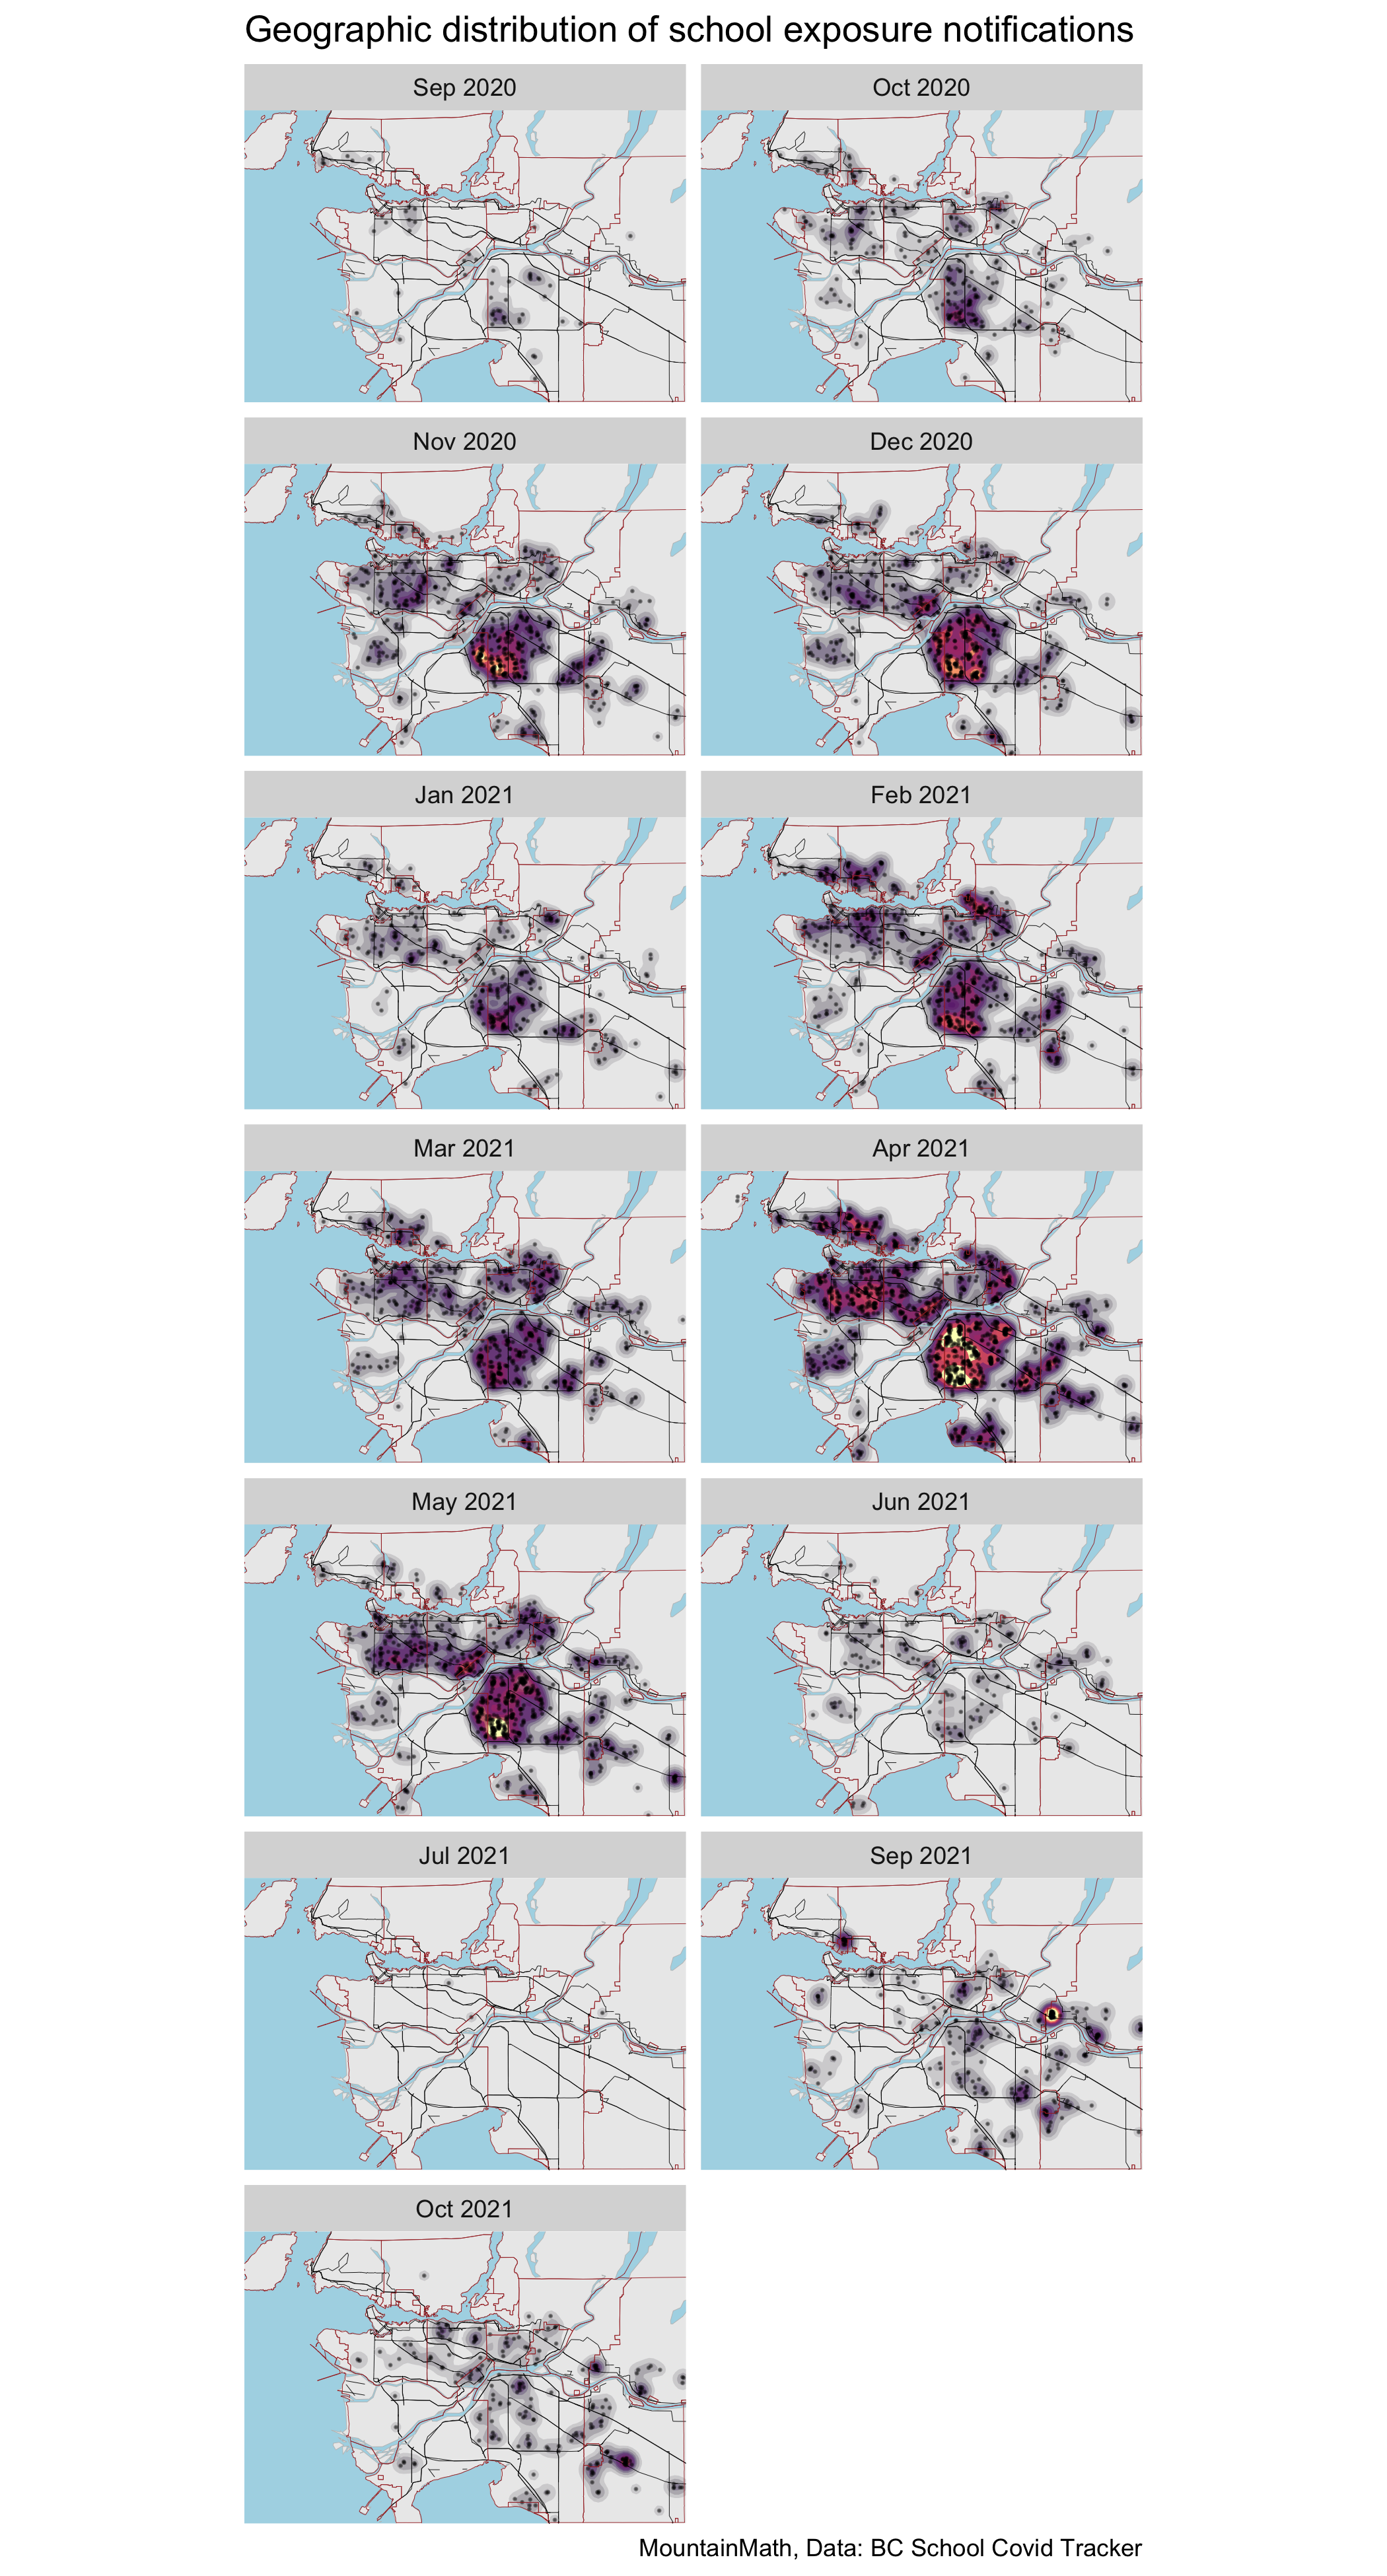 Geographic distribution of school exposure notifications
Sep 2020
Oct 2020
Nov 2020
Dec 2020
Jan 2021
Feb 2021
Mar 2021
Apr 2021
May 2021
Jun 2021
Jul 2021
Sep 2021
Oct 2021
MountainMath, Data: BC School Covid Tracker